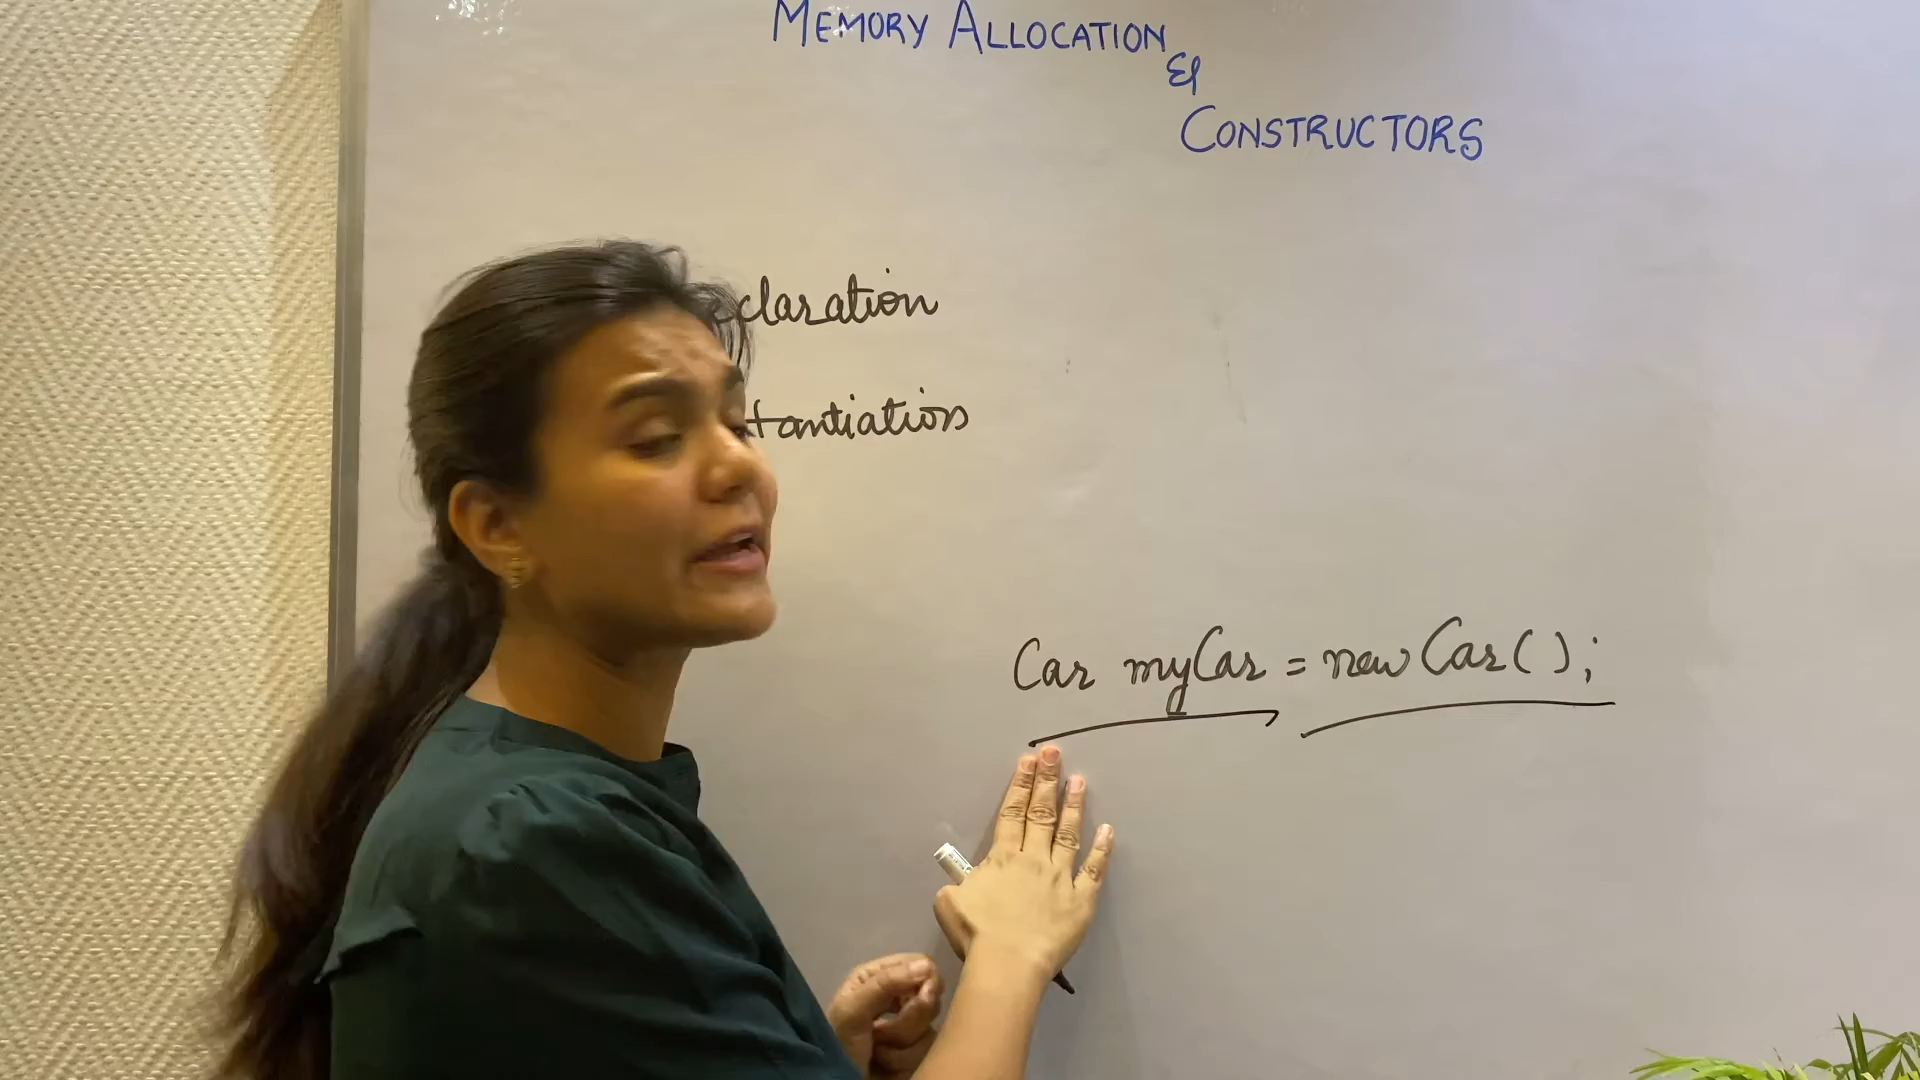 MEMORY ALLOCATION
&
CONSTRUCTORS
Car myCar = new Car();